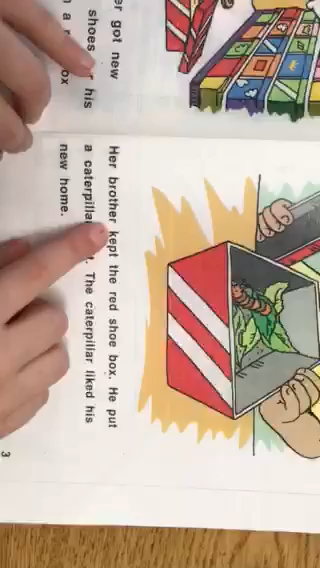 er got new
shoes his
ox
Her brother kept the red shoe box. He put
a caterpillar The caterpillar liked his
new home.
3